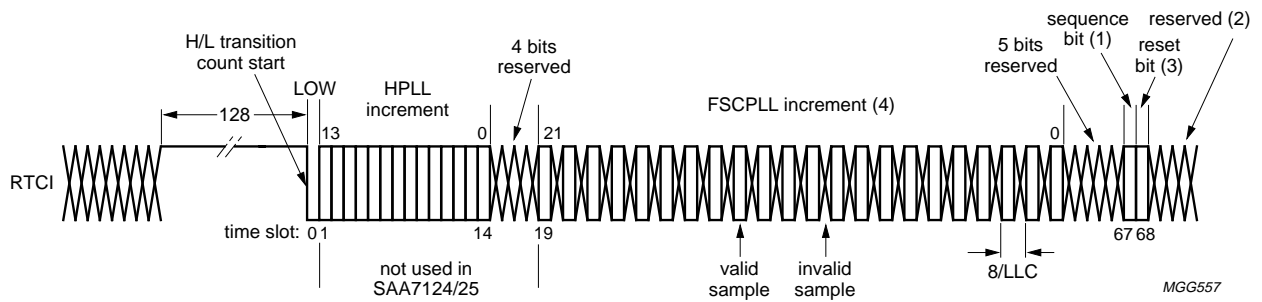 sequence bit (1)
reserved (2)
H/L transition
count start
4 bits
reserved
5 bits
reserved
reset
bit (3)
LOW
HPLL
increment
FSCPLL increment (4)
128
13
0
21
0
RTCI
time slot:
0 1
14
19
67 68
not used in
SAA7124/25
valid
sample
invalid
sample
8/LLC
MGG557